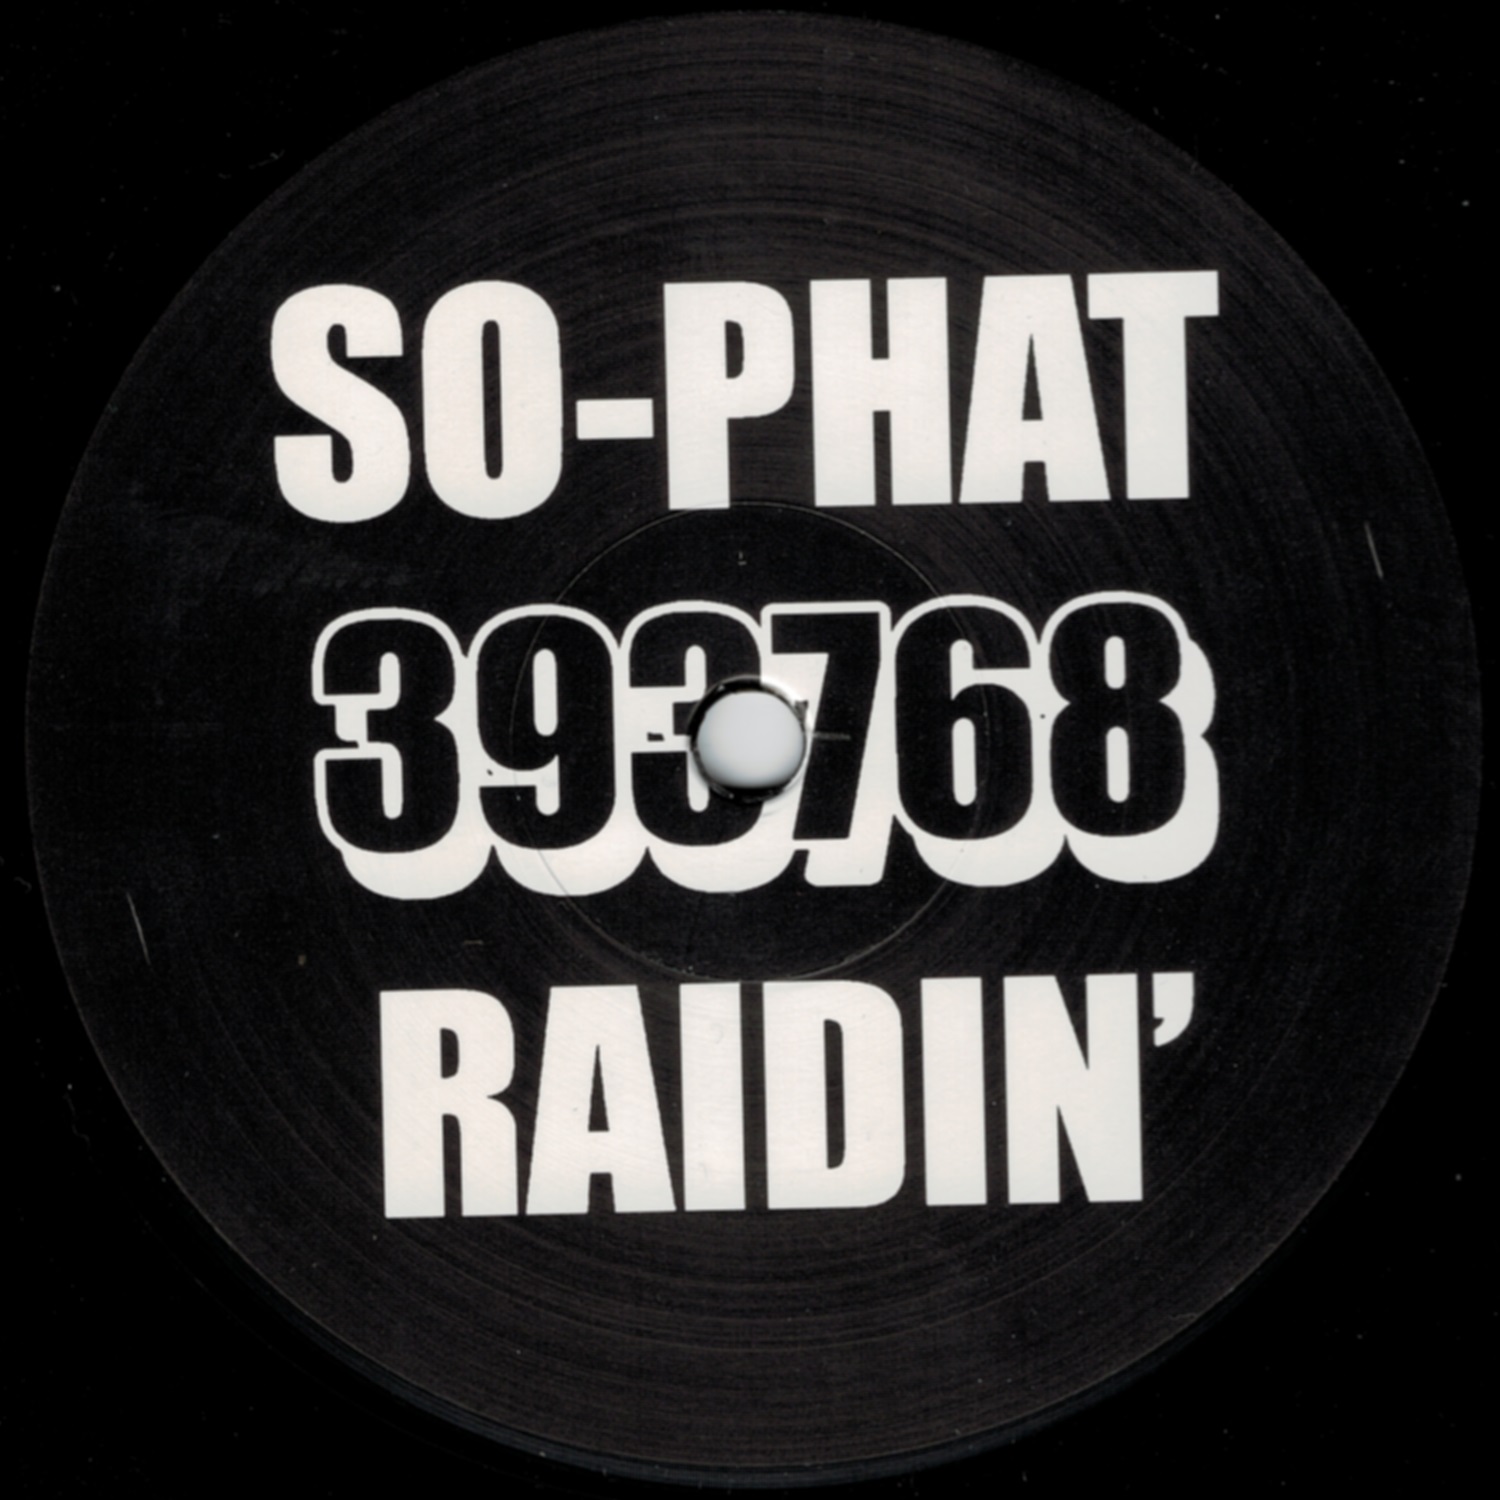 SO-PHAT
393768
RAIDIN’